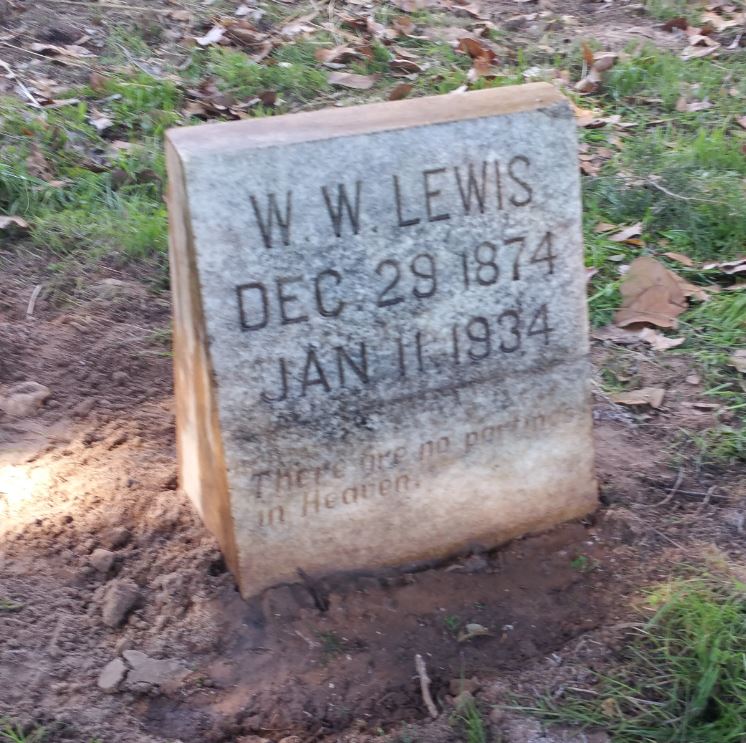 W. W. LEWIS
DEC. 29 1874
JAN. 11. 1934
There are no partings
in Heaven.